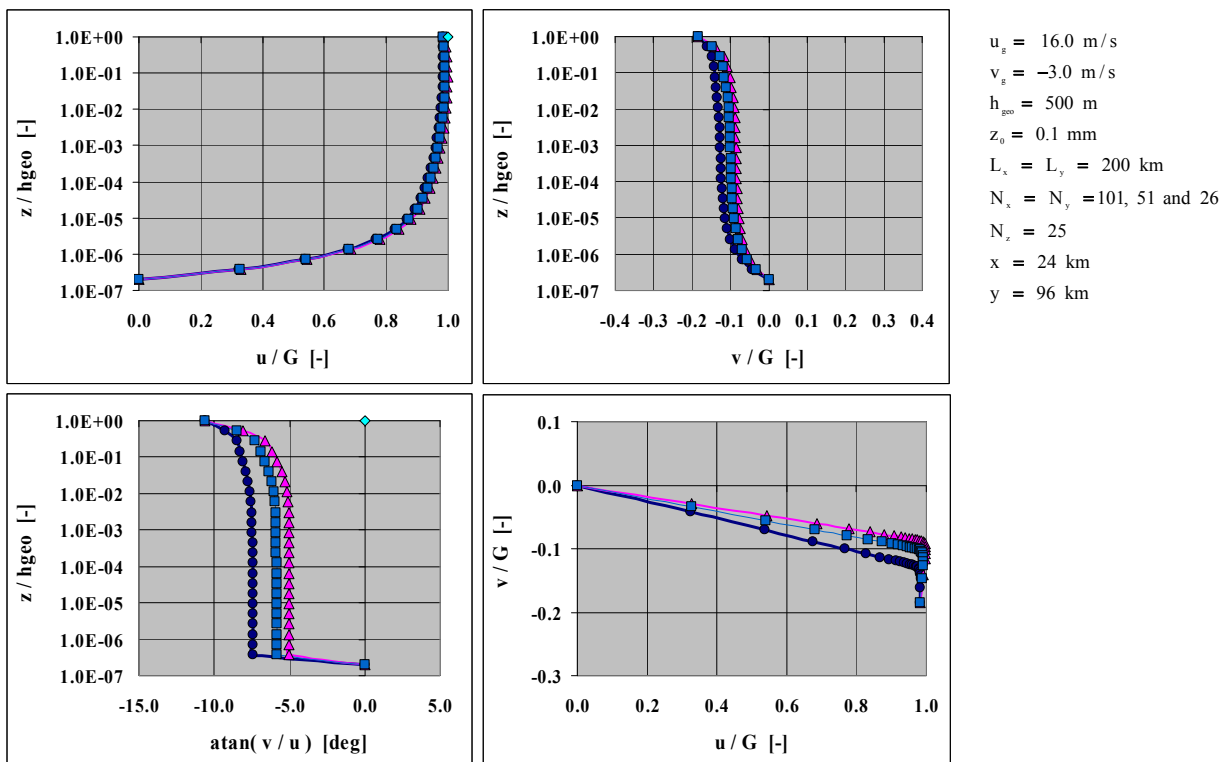 1.0E+00
1.0E-01
1.0E-02
1.0E-03
1.0E-04
1.0E-05
1.0E-06
1.0E-07
z / hgeo [-]
0.0 0.2 0.4 0.6 0.8 1.0
u / G [-]
1.0E+00
1.0E-01
1.0E-02
1.0E-03
1.0E-04
1.0E-05
1.0E-06
1.0E-07
z / hgeo [-]
-0.4 -0.3 -0.2 -0.1 0.0 0.1 0.2 0.3 0.4
v / G [-]
u_g = 16.0 m/s
v_g = −3.0 m/s
h_geo = 500 m
z_0 = 0.1 mm
L_x = L_y = 200 km
N_x = N_y =101, 51 and 26
N_z = 25
x = 24 km
y = 96 km
1.0E+00
1.0E-01
1.0E-02
1.0E-03
1.0E-04
1.0E-05
1.0E-06
1.0E-07
z / hgeo [-]
-15.0 -10.0 -5.0 0.0 5.0
atan( v / u ) [deg]
0.1
0.0
-0.1
-0.2
-0.3
v / G [-]
0.0 0.2 0.4 0.6 0.8 1.0
u / G [-]